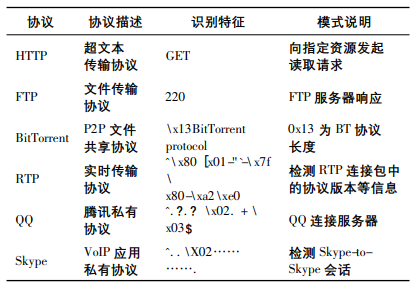 协议 协议描述 识别特征 模式说明
HTTP 超文本传输协议 GET 向指定资源发起读取请求
FTP 文件传输协议 220 FTP 服务器响应
BitTorrent P2P 文件共享协议 \x13BitTorrent protocol 0x13 为 BT 协议长度
RTP 实时传输协议 ^\x80 [\x01-"`-\x7f\x80-\xa2\xe0 检测 RTP 连接包中的协议版本等信息
QQ 腾讯私有协议 ^.?.? \x02. + \x03$ QQ 连接服务器
Skype VoIP 应用私有协议 ^..\X02…………. 检测 Skype-to-Skype 会话